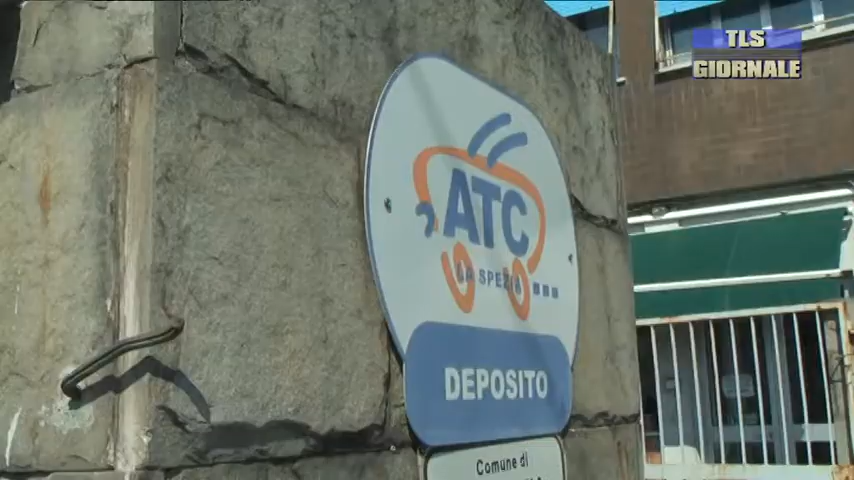 TLS
GIORNALE
ATC
LA SPEZIA
DEPOSITO
Comune di